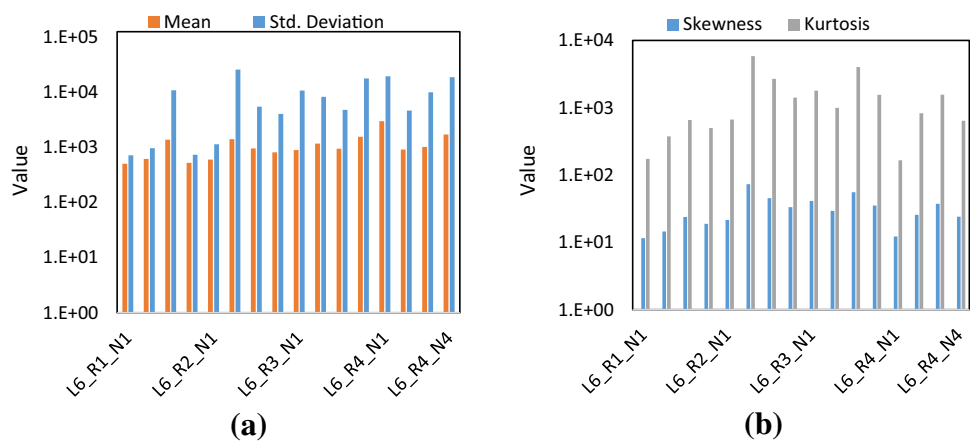 Mean Std. Deviation
1.E+05
1.E+04
1.E+03
1.E+02
1.E+01
1.E+00
Value
L6_R1_N1
L6_R2_N1
L6_R3_N1
L6_R4_N1
L6_R4_N4
(a)
Skewness Kurtosis
1.E+04
1.E+03
1.E+02
1.E+01
1.E+00
Value
L6_R1_N1
L6_R2_N1
L6_R3_N1
L6_R4_N1
L6_R4_N4
(b)